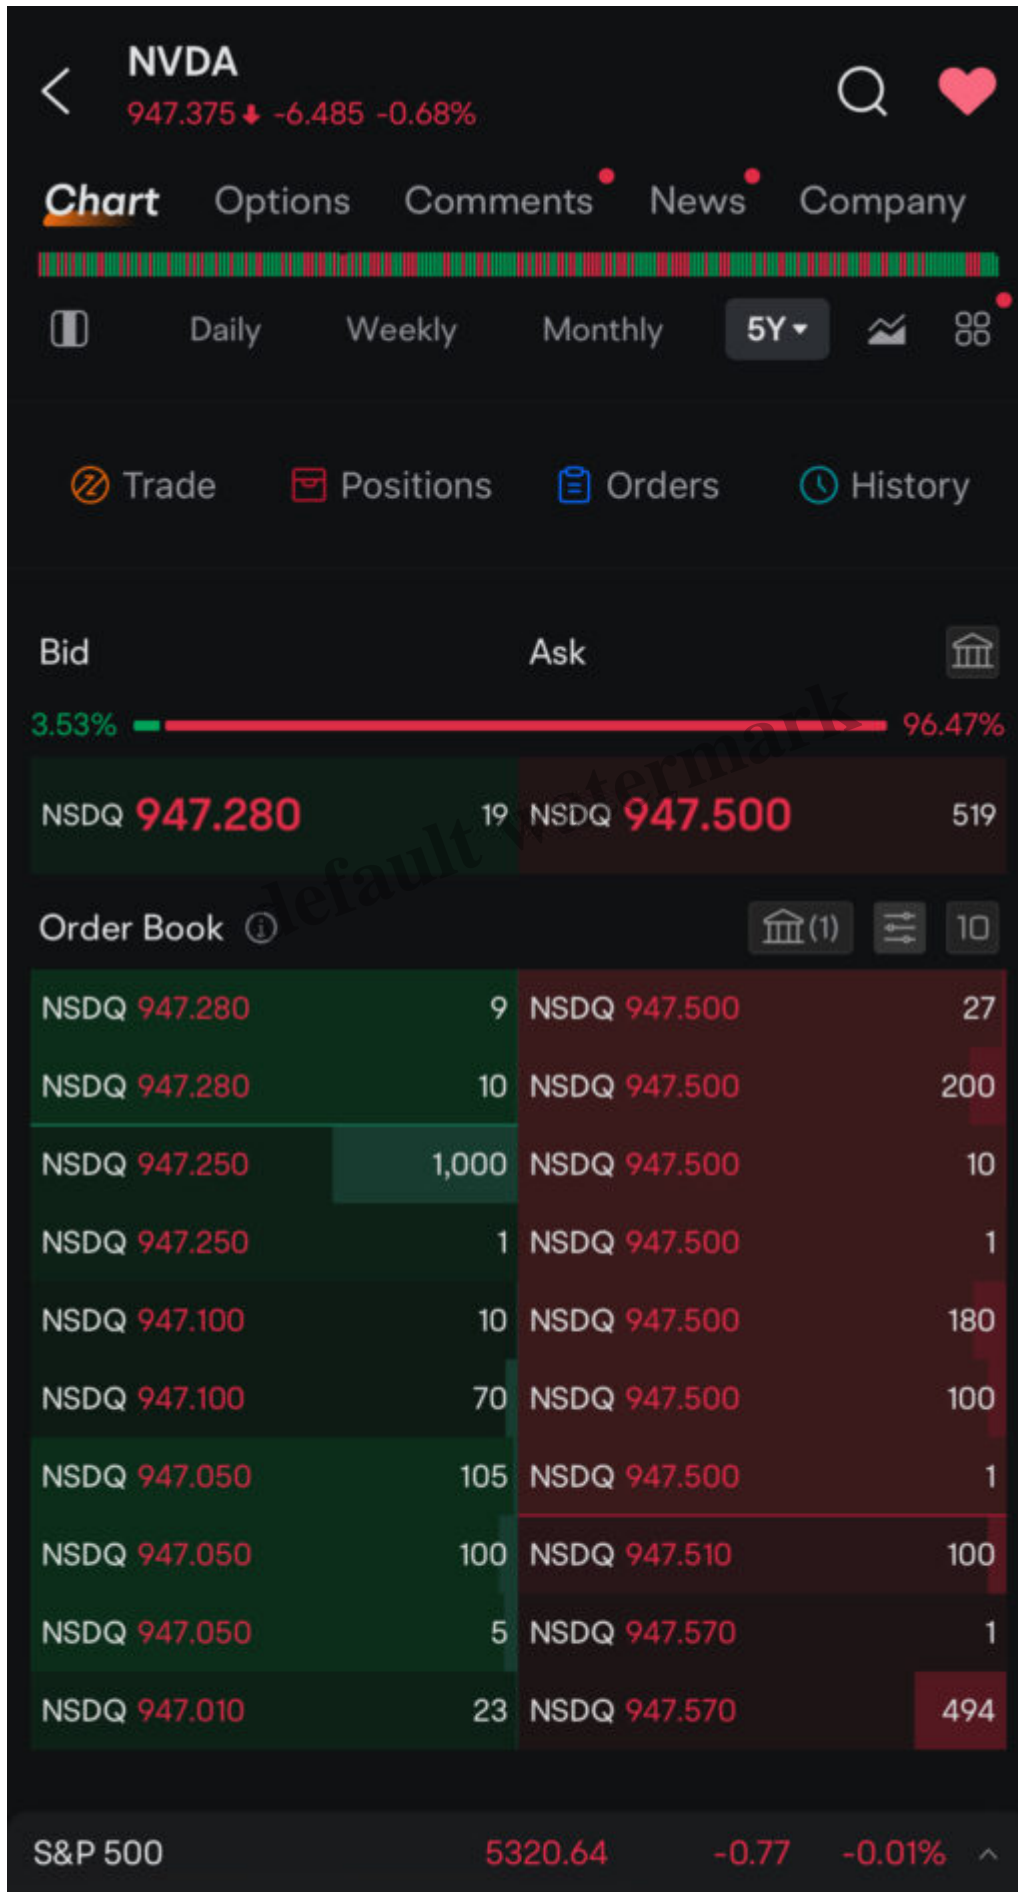 NVDA
947.375 -6.485 -0.68%
Chart Options Comments News Company
Daily Weekly Monthly 5Y
Trade Positions Orders History
Bid Ask
3.53% 96.47%
NSDQ 947.280 19 NSDQ 947.500 519
default watermark
Order Book (1) 10
NSDQ 947.280 9 NSDQ 947.500 27
NSDQ 947.280 10 NSDQ 947.500 200
NSDQ 947.250 1,000 NSDQ 947.500 10
NSDQ 947.250 1 NSDQ 947.500 1
NSDQ 947.100 10 NSDQ 947.500 180
NSDQ 947.100 70 NSDQ 947.500 100
NSDQ 947.050 105 NSDQ 947.500 1
NSDQ 947.050 100 NSDQ 947.510 100
NSDQ 947.050 5 NSDQ 947.570 1
NSDQ 947.010 23 NSDQ 947.570 494
S&P 500 5320.64 -0.77 -0.01%